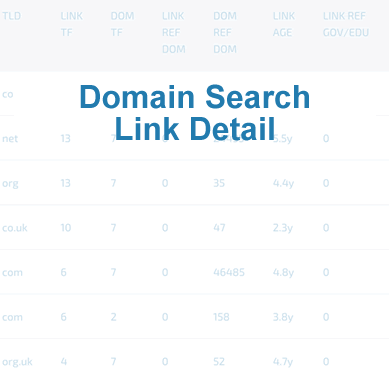 TLD LINK TF DOM TF LINK REF DOM DOM REF DOM LINK AGE LINK REF GOV/EDU
co
Domain Search
Link Detail
net 13 7 0 5.5y 0
org 13 7 0 35 4.4y 0
co.uk 10 7 0 47 2.3y 0
com 6 7 0 46485 4.8y 0
com 6 2 0 158 3.8y 0
org.uk 4 7 0 52 4.7y 0